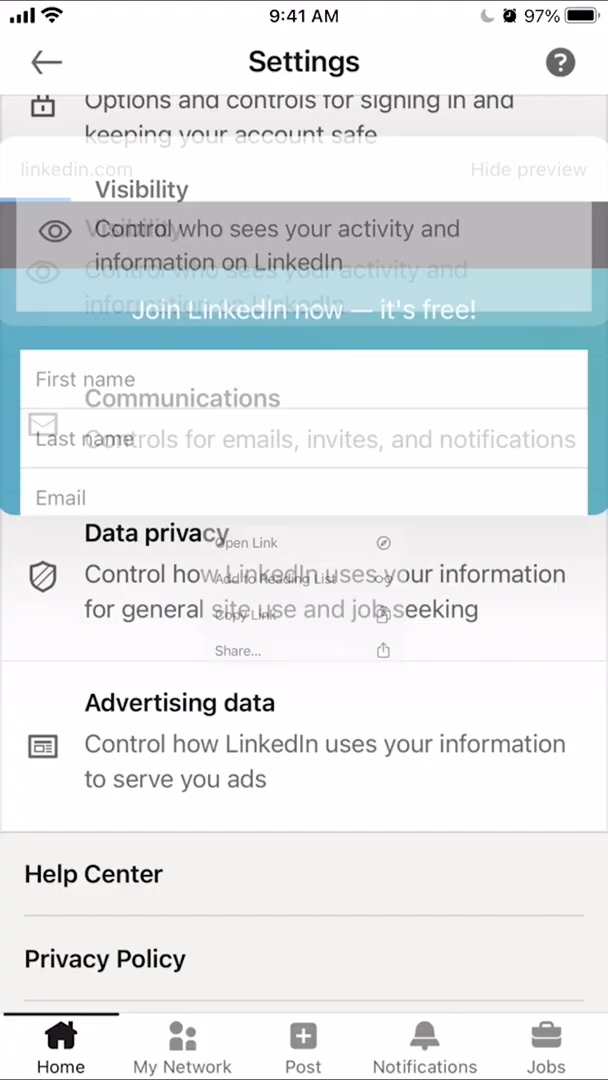 9:41 AM
97%
Settings
Options and controls for signing in and
keeping your account safe
linkedin.com
Hide preview
Visibility
Control who sees your activity and
information on LinkedIn
Visibility
Control who sees your activity and
information on LinkedIn
Join LinkedIn now — it's free!
First name
Communications
Last name
Controls for emails, invites, and notifications
Email
Data privacy
Open Link
Control how LinkedIn uses your information
Add to Reading List
for general site use and job seeking
Copy Link
Share...
Advertising data
Control how LinkedIn uses your information
to serve you ads
Help Center
Privacy Policy
Home
My Network
Post
Notifications
Jobs